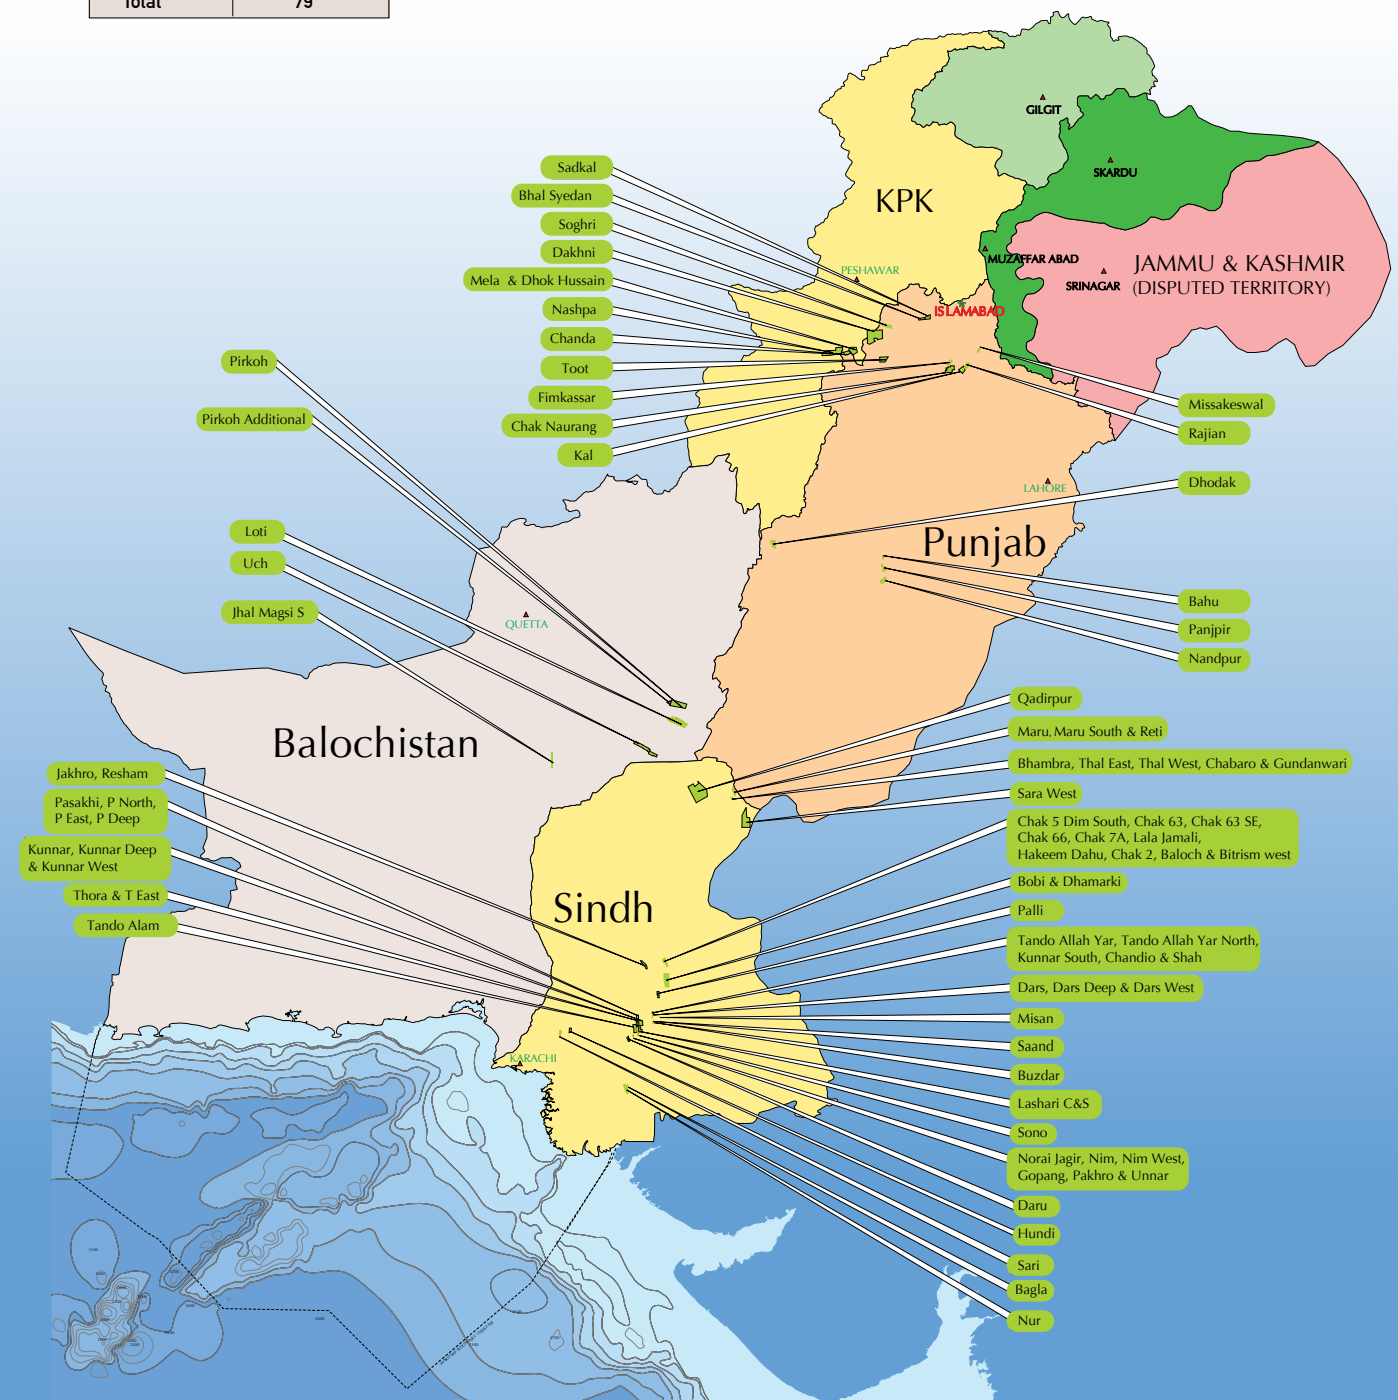 Total 79
GILGIT
SKARDU
KPK
Sadkal
Bhal Syedan
Soghri
Dakhni
Mela & Dhok Hussain
Nashpa
Chanda
Toot
Fimkassar
Chak Naurang
Kal
PESHAWAR
MUZAFFAR ABAD
SRINAGAR
JAMMU & KASHMIR
(DISPUTED TERRITORY)
ISLAMABAD
Pirkoh
Pirkoh Additional
Loti
Uch
Jhal Magsi S
Missakeswal
Rajian
Dhodak
LAHORE
Punjab
Bahu
Panjpir
Nandpur
QUETTA
Balochistan
Qadirpur
Maru, Maru South & Reti
Bhambra, Thal East, Thal West, Chabaro & Gundanwari
Sara West
Chak 5 Dim South, Chak 63, Chak 63 SE,
Chak 66, Chak 7A, Lala Jamali,
Hakeem Dahu, Chak 2, Baloch & Bitrism west
Bobi & Dhamarki
Palli
Tando Allah Yar, Tando Allah Yar North,
Kunnar South, Chandio & Shah
Dars, Dars Deep & Dars West
Misan
Saand
Buzdar
Lashari C&S
Sono
Norai Jagir, Nim, Nim West,
Gopang, Pakhro & Unnar
Daru
Hundi
Sari
Bagla
Nur
Jakhro, Resham
Pasakhi, P North,
P East, P Deep
Kunnar, Kunnar Deep
& Kunnar West
Thora & T East
Tando Alam
Sindh
KARACHI